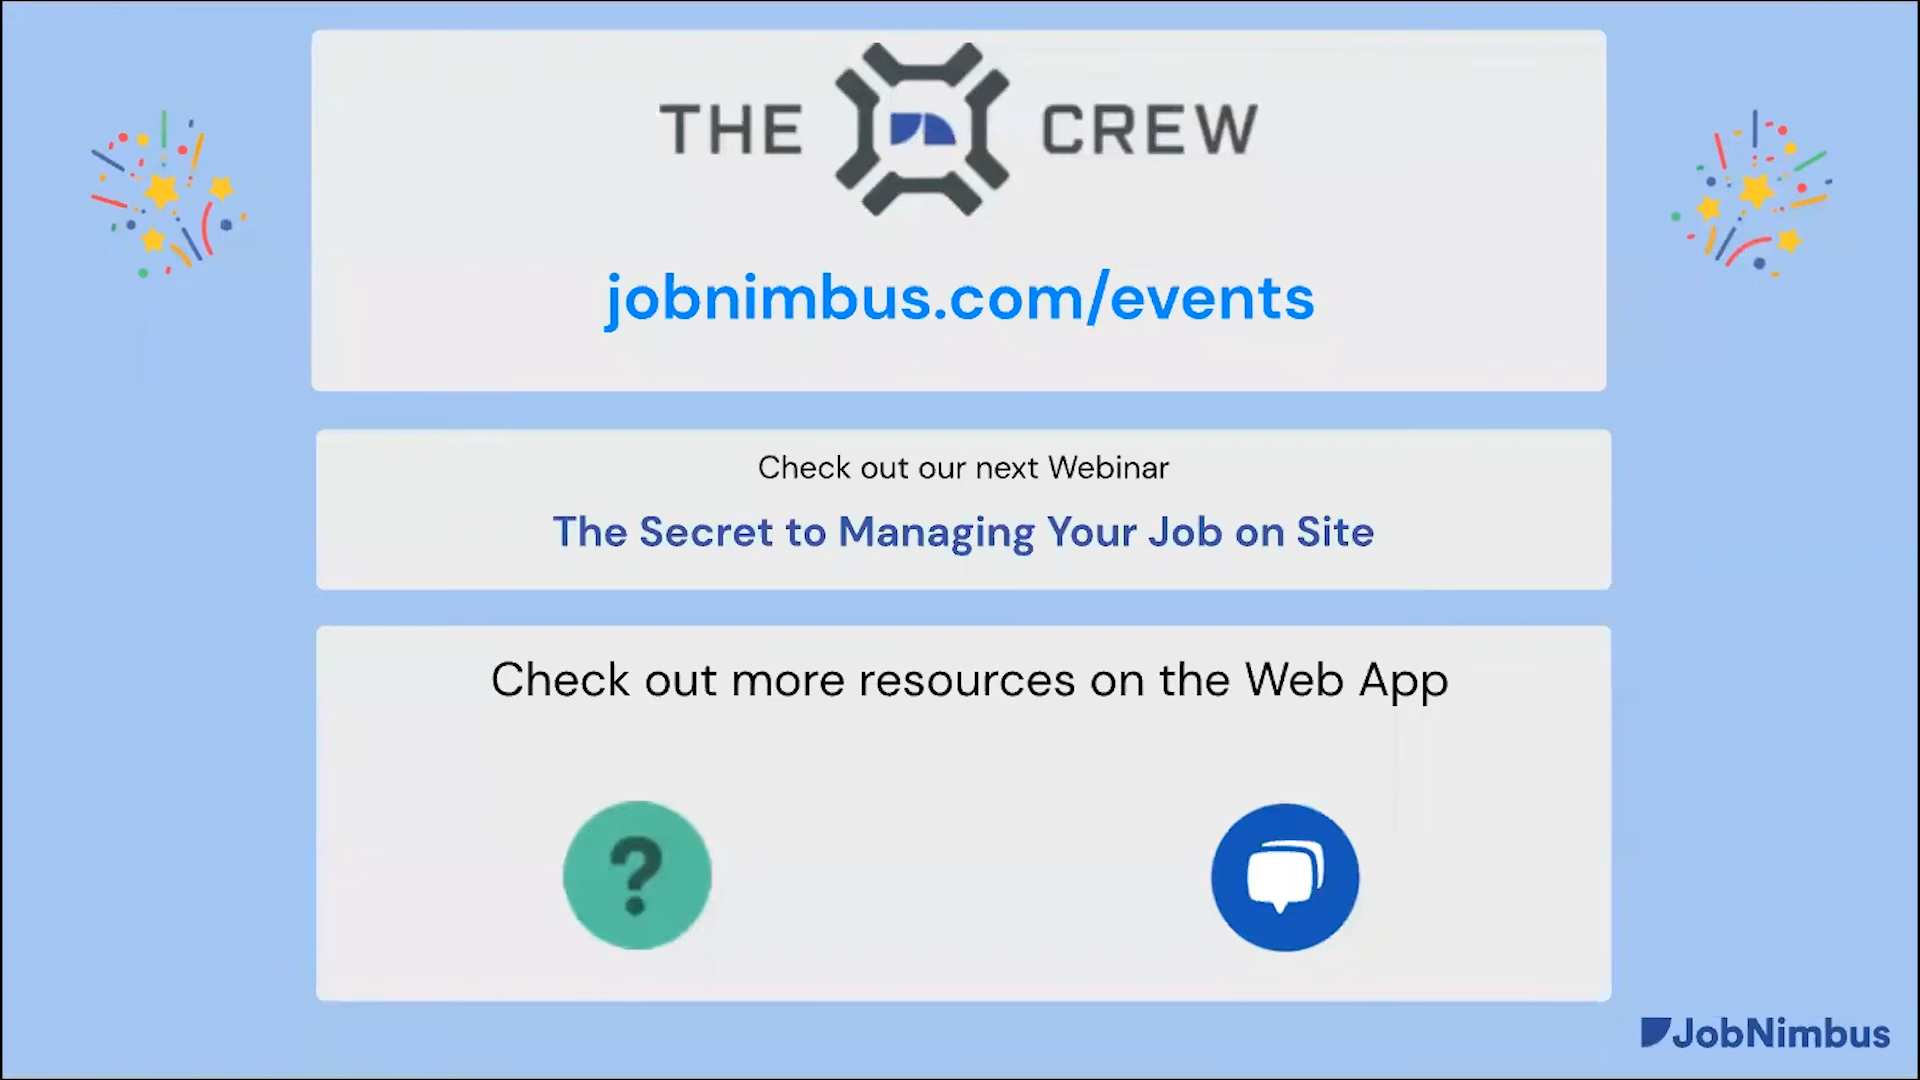 THE CREW
jobnimbus.com/events
Check out our next Webinar
The Secret to Managing Your Job on Site
Check out more resources on the Web App
?
JobNimbus